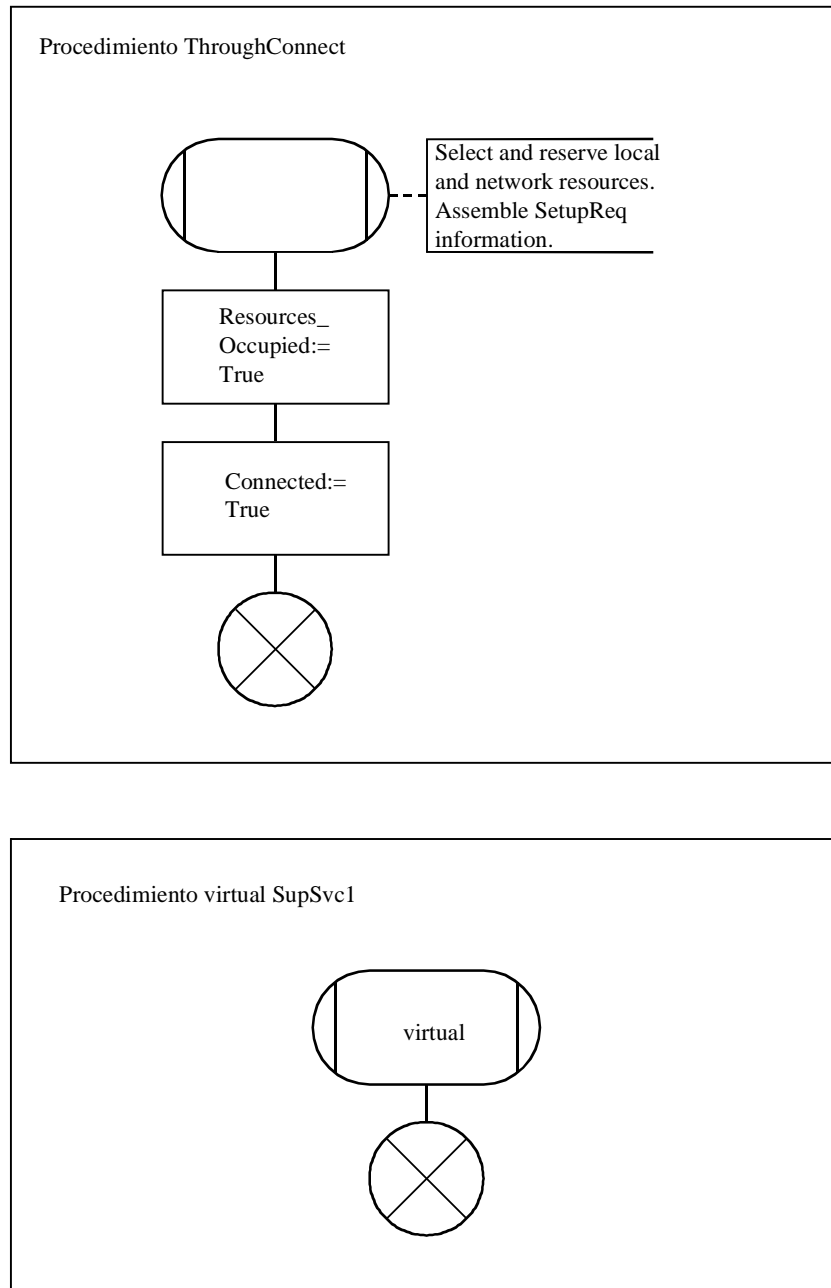 Procedimiento ThroughConnect
Select and reserve local
and network resources.
Assemble SetupReq
information.
Resources_
Occupied:=
True
Connected:=
True
Procedimiento virtual SupSvc1
virtual